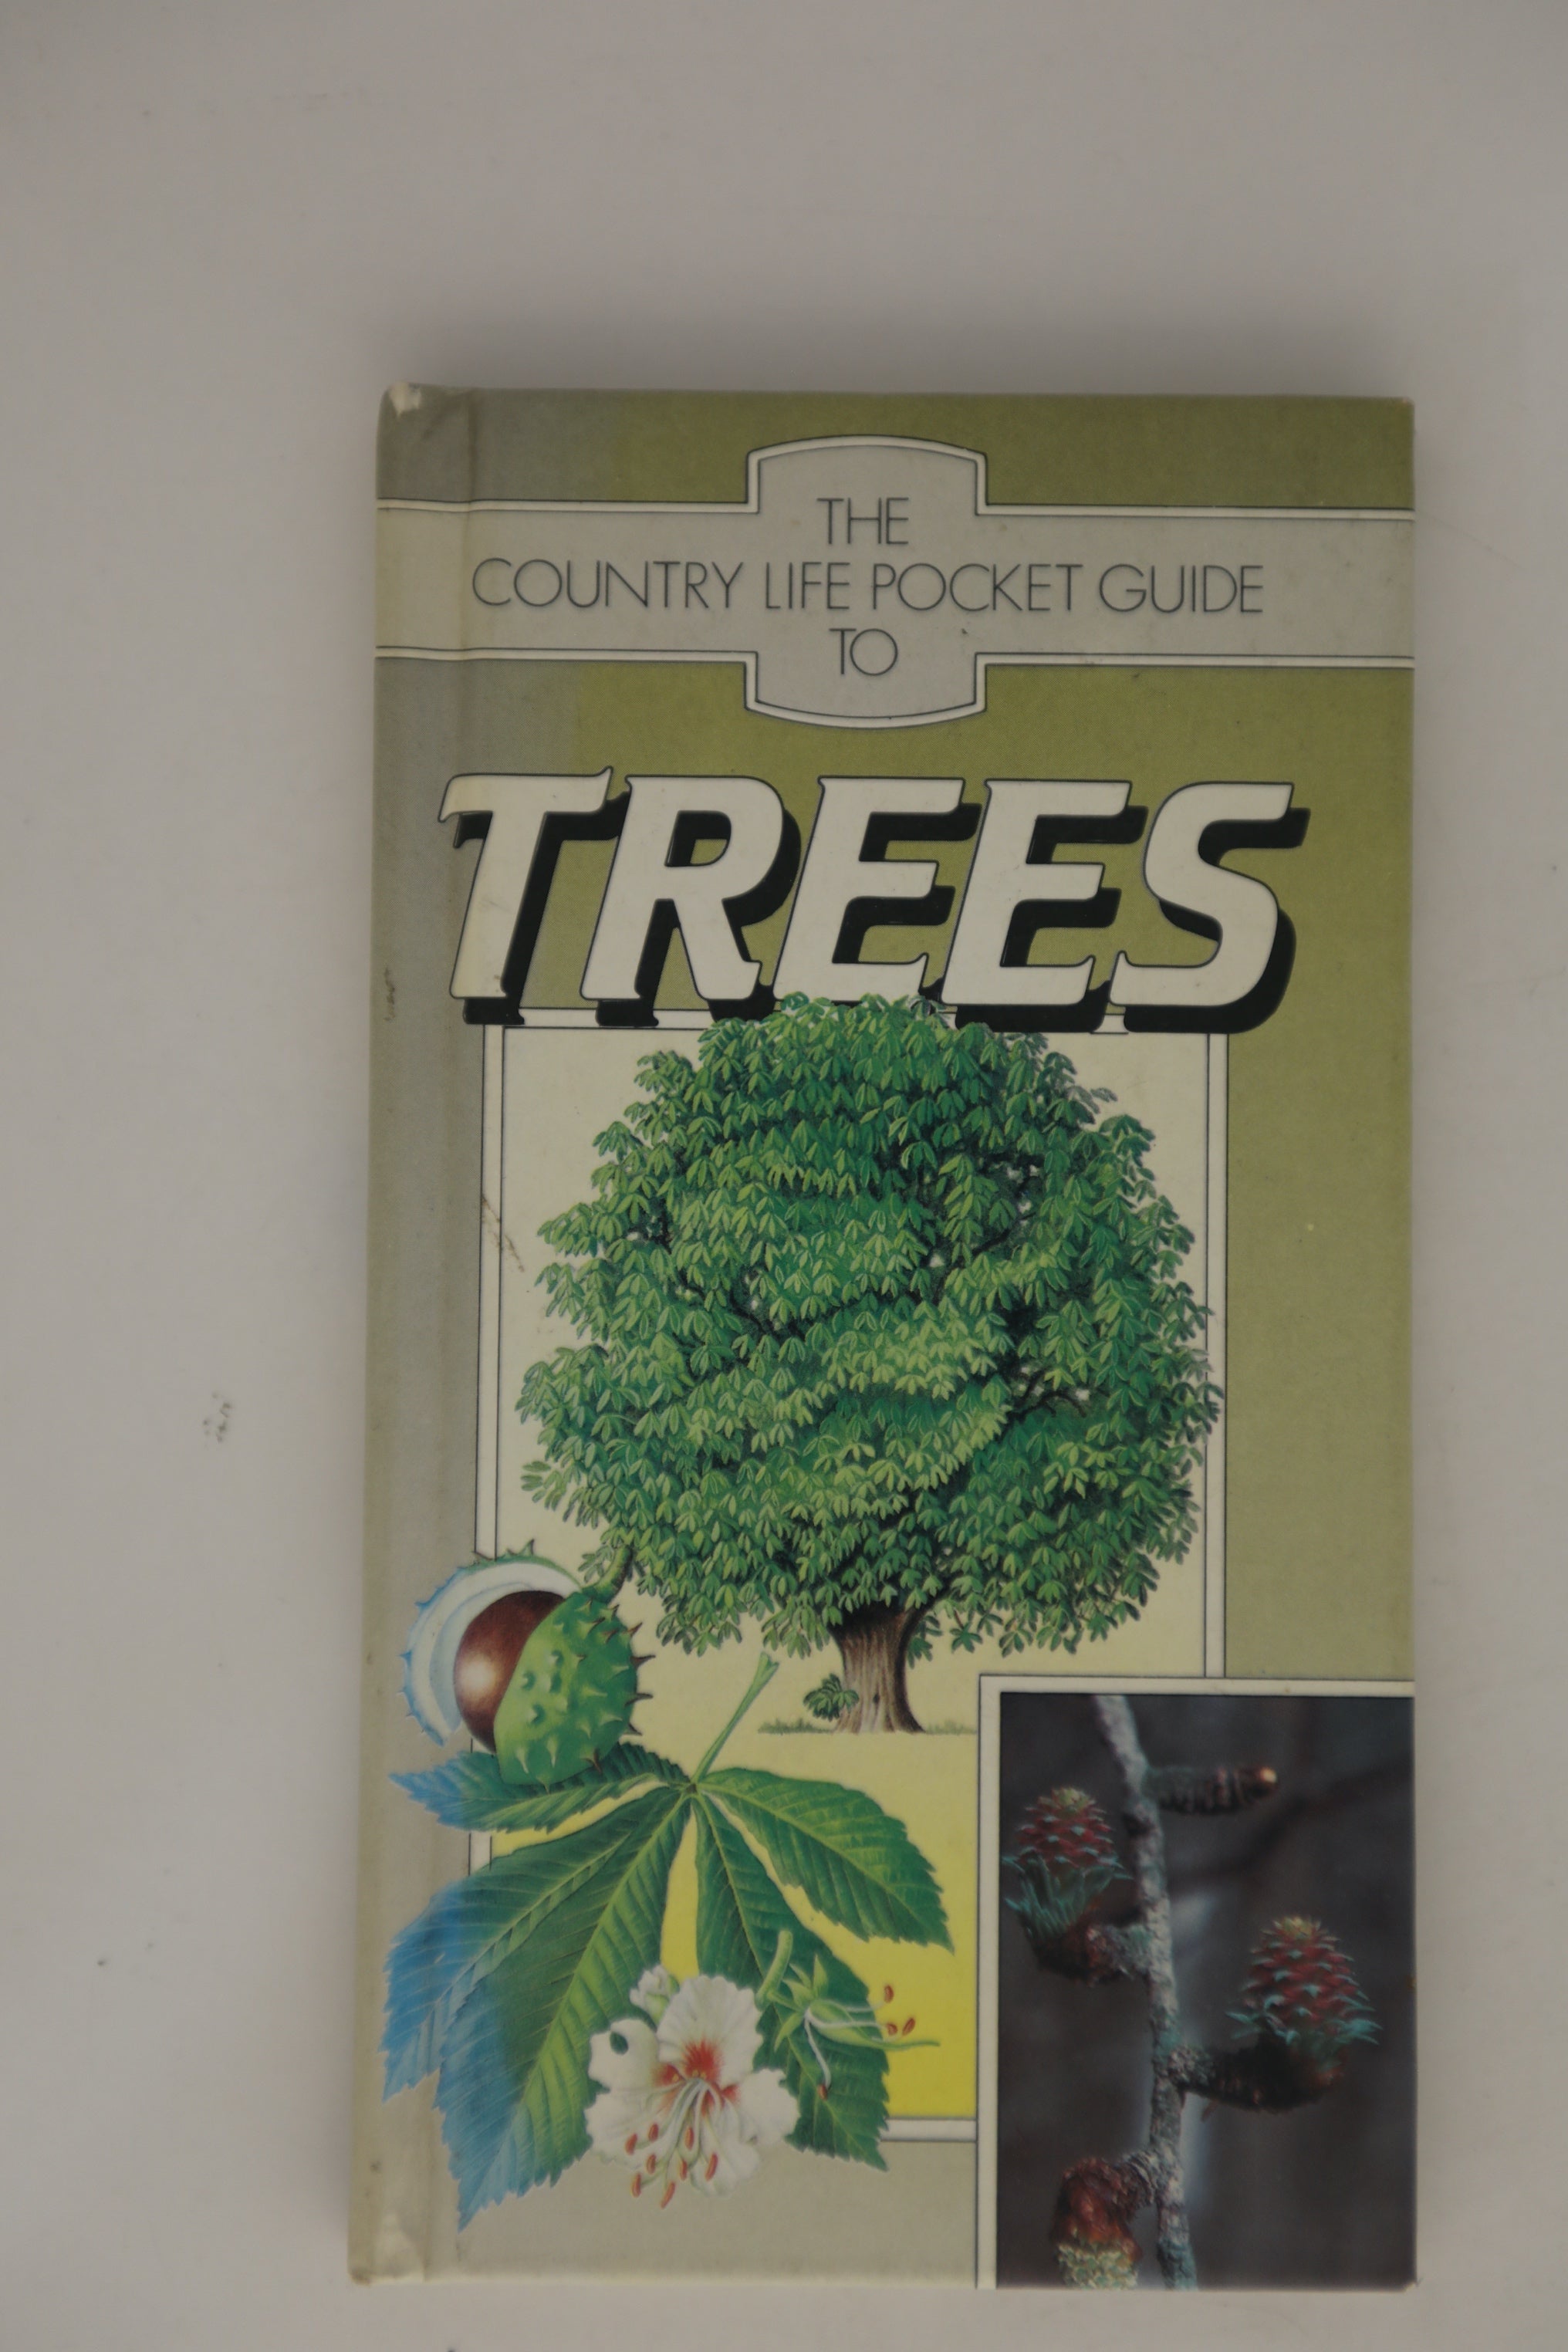 THE
COUNTRY LIFE POCKET GUIDE
TO
TREES